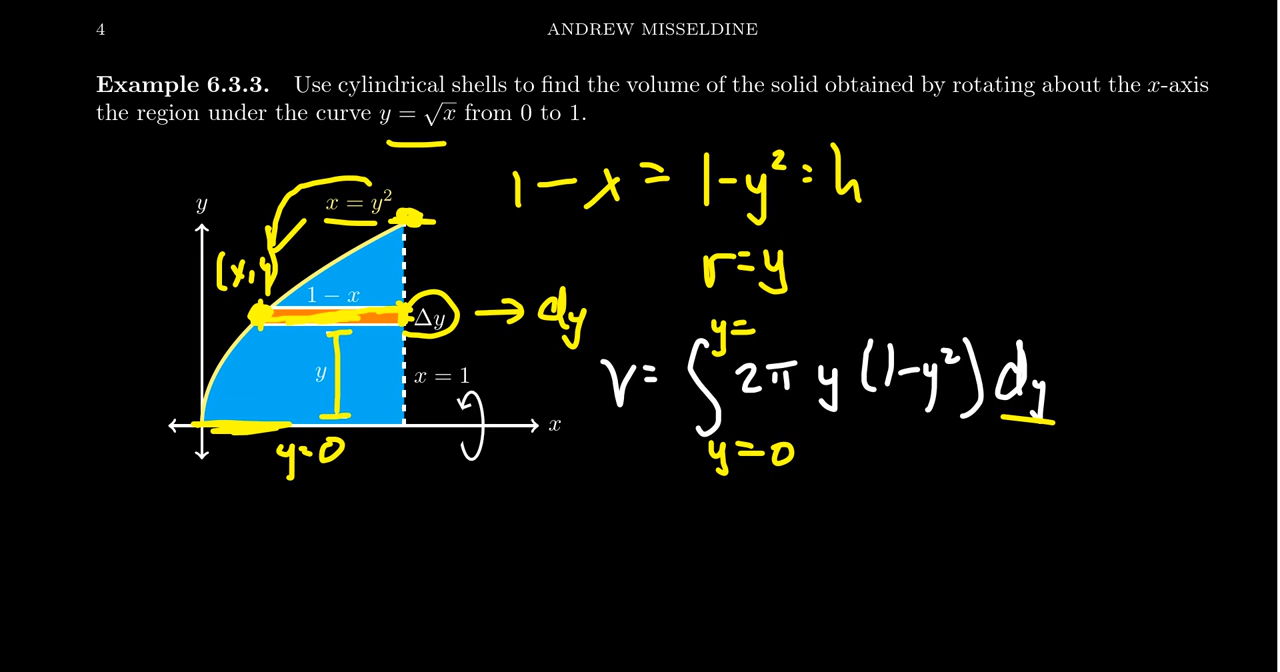 4
ANDREW MISSELDINE
Example 6.3.3. Use cylindrical shells to find the volume of the solid obtained by rotating about the x-axis
the region under the curve y = √x from 0 to 1.
1 - x = 1 - y² = h
y
x = y²
(x, y)
r = y
1 − x
Δy → dy
y =
V = ∫ 2π y (1 - y²) dy
y
x = 1
x
y = 0
y = 0